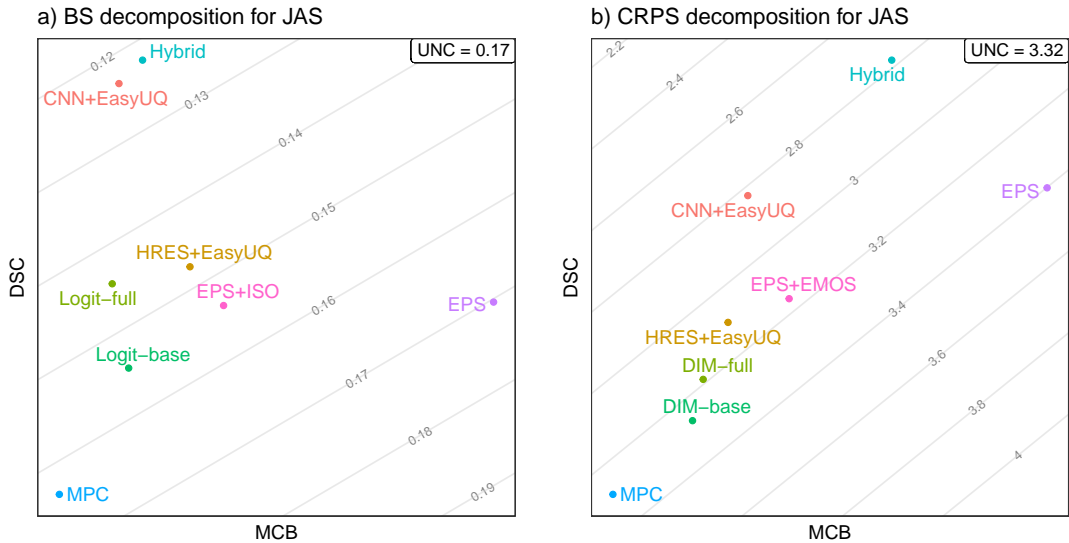 a) BS decomposition for JAS
UNC = 0.17
0.12
Hybrid
CNN+EasyUQ
0.13
0.14
0.15
HRES+EasyUQ
Logit−full
EPS+ISO
0.16
EPS
Logit−base
0.17
0.18
MPC
0.19
DSC
MCB
b) CRPS decomposition for JAS
UNC = 3.32
2.2
2.4
Hybrid
2.6
2.8
3
EPS
CNN+EasyUQ
3.2
EPS+EMOS
3.4
HRES+EasyUQ
3.6
DIM−full
DIM−base
3.8
4
MPC
DSC
MCB